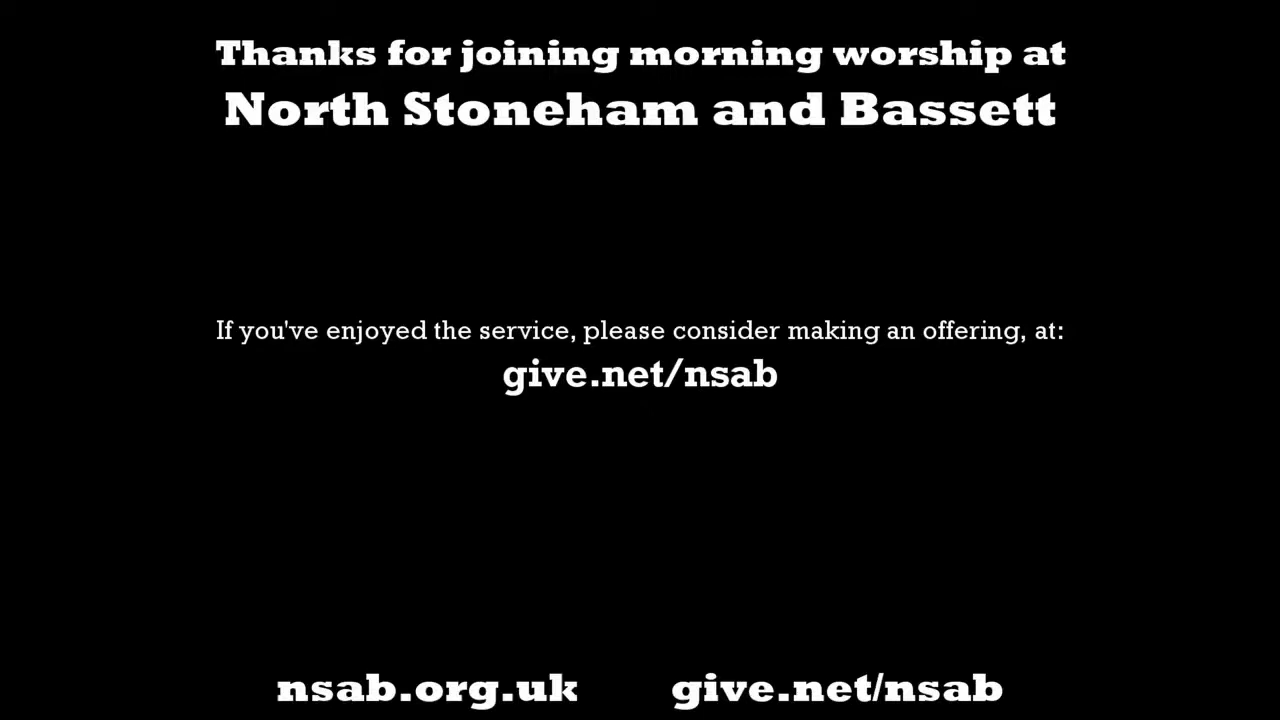 Thanks for joining morning worship at
North Stoneham and Bassett
If you've enjoyed the service, please consider making an offering, at:
give.net/nsab
nsab.org.uk give.net/nsab